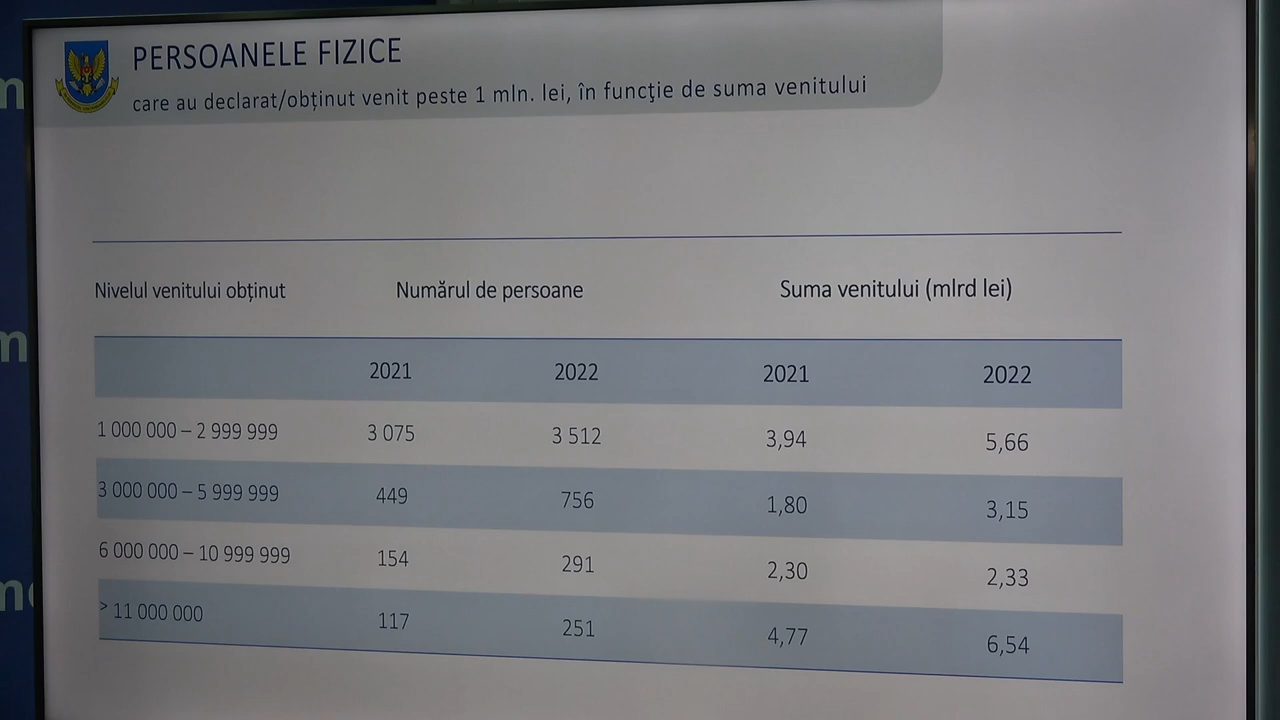 PERSOANELE FIZICE
care au declarat/obținut venit peste 1 mln. lei, în funcţie de suma venitului
Nivelul venitului obținut Numărul de persoane Suma venitului (mlrd lei)
2021 2022 2021 2022
1 000 000 – 2 999 999 3 075 3 512 3,94 5,66
3 000 000 – 5 999 999 449 756 1,80 3,15
6 000 000 – 10 999 999 154 291 2,30 2,33
> 11 000 000 117 251 4,77 6,54